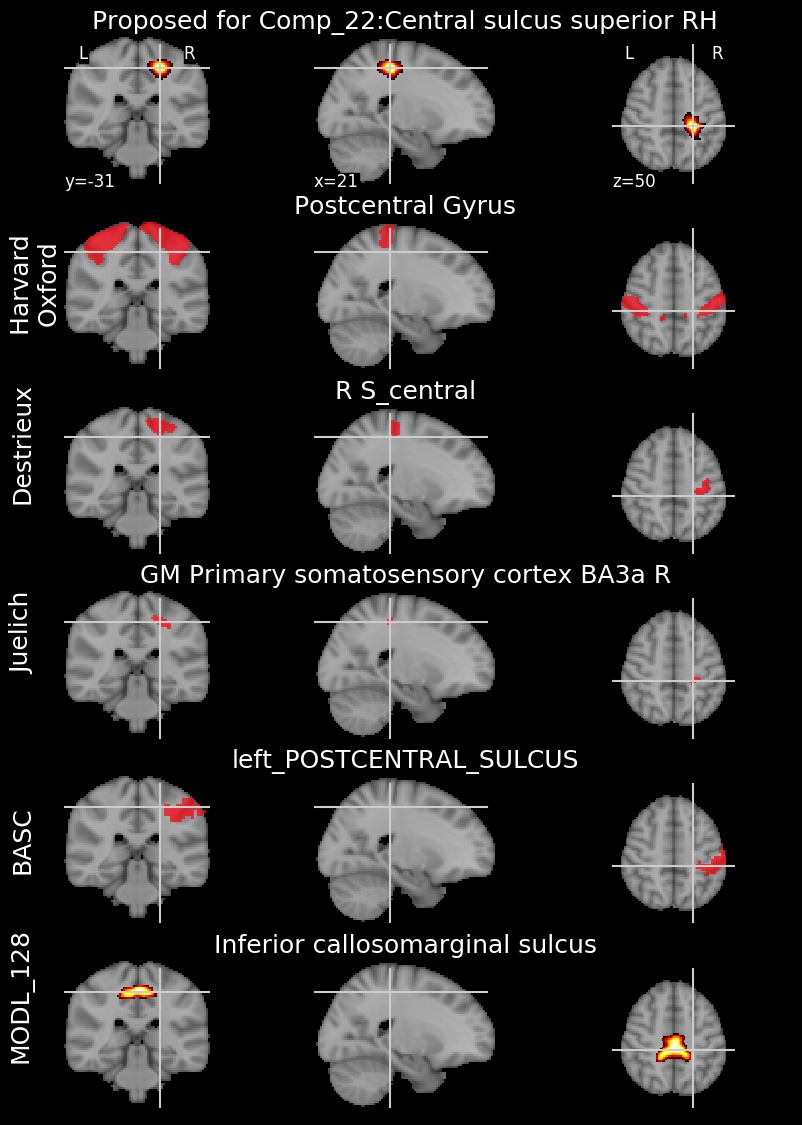 Proposed for Comp_22:Central sulcus superior RH
L R L R
y=-31 x=21 z=50
Postcentral Gyrus
Harvard
Oxford
R S_central
Destrieux
GM Primary somatosensory cortex BA3a R
Juelich
left_POSTCENTRAL_SULCUS
BASC
Inferior callosomarginal sulcus
MODL_128